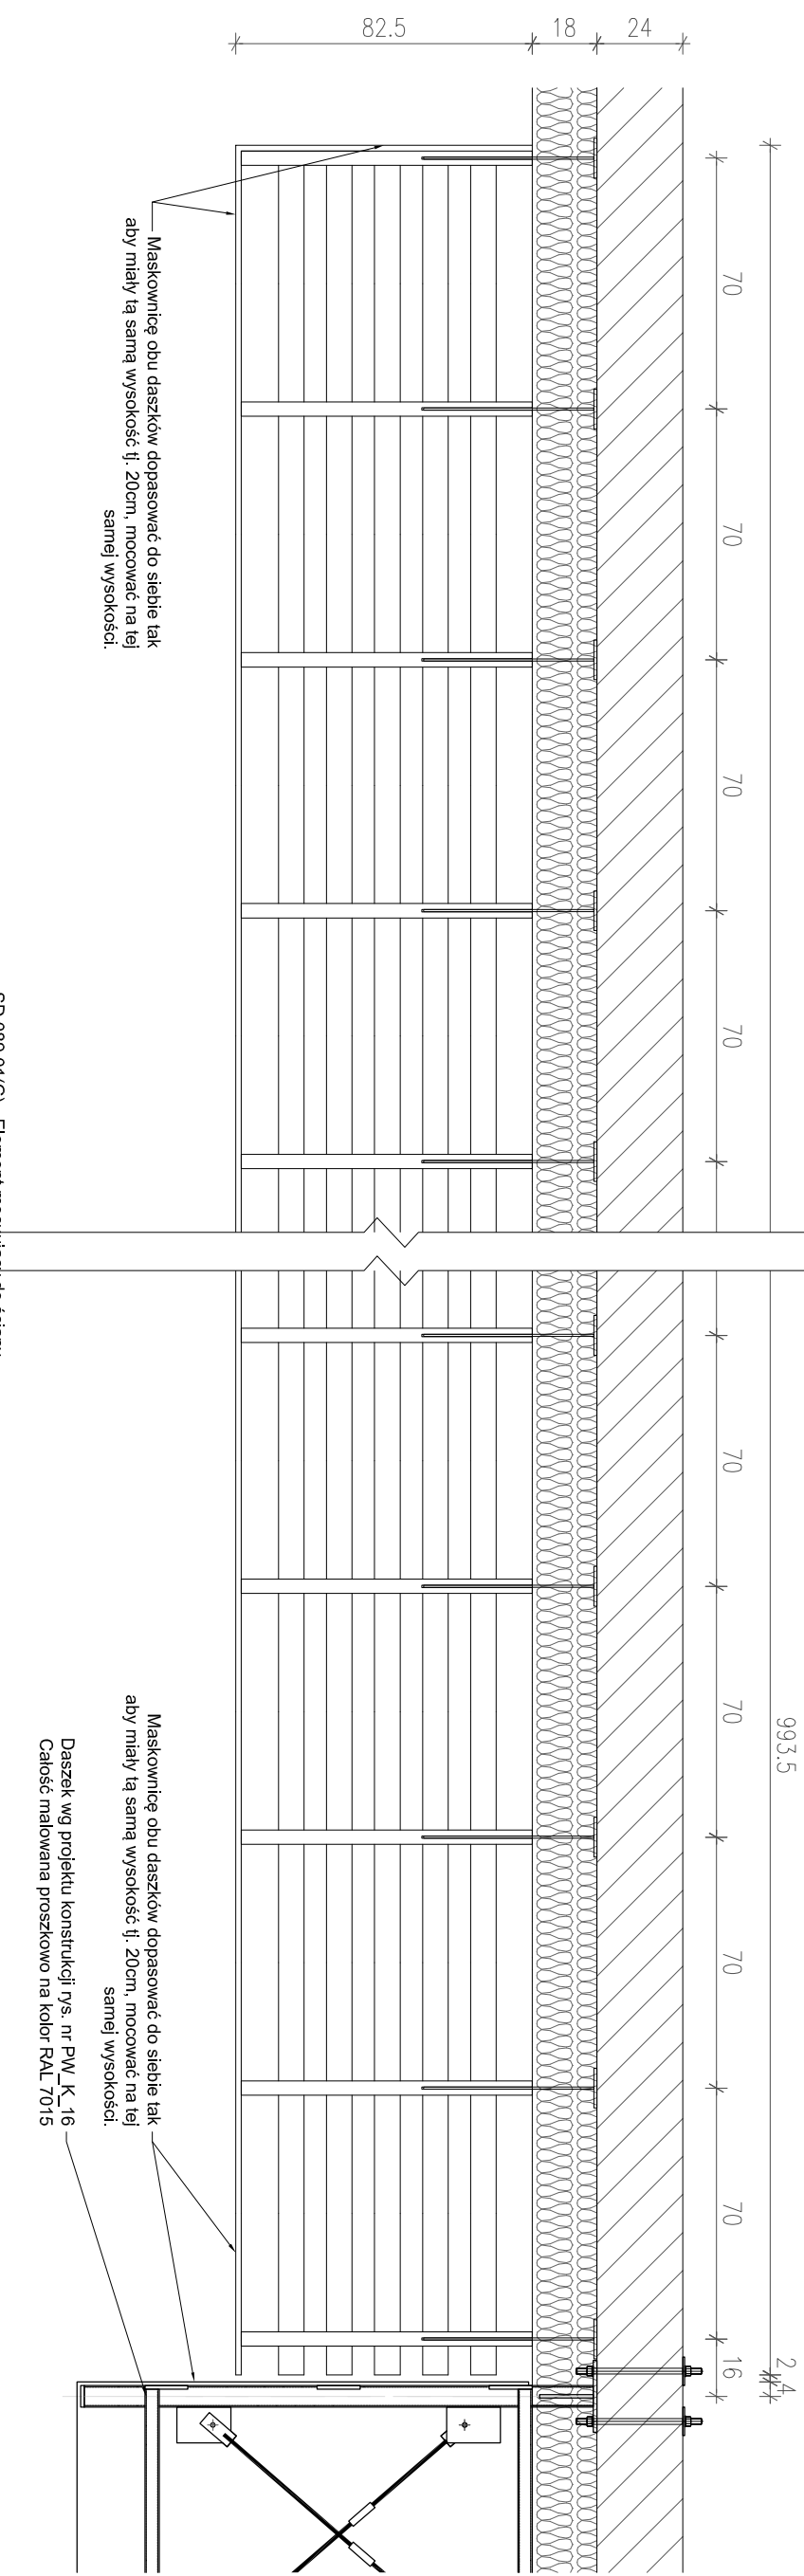 82.5
18
24
70
70
70
70
70
70
70
70
16
993.5
2
4
Maskownicę obu daszków dopasować do siebie tak
aby miały tą samą wysokość tj. 20cm, mocować na tej
samej wysokości.
Maskownicę obu daszków dopasować do siebie tak
aby miały tą samą wysokość tj. 20cm, mocować na tej
samej wysokości.
Daszek wg projektu konstrukcji rys. nr PW_K_16
Całość malowana proszkowo na kolor RAL 7015